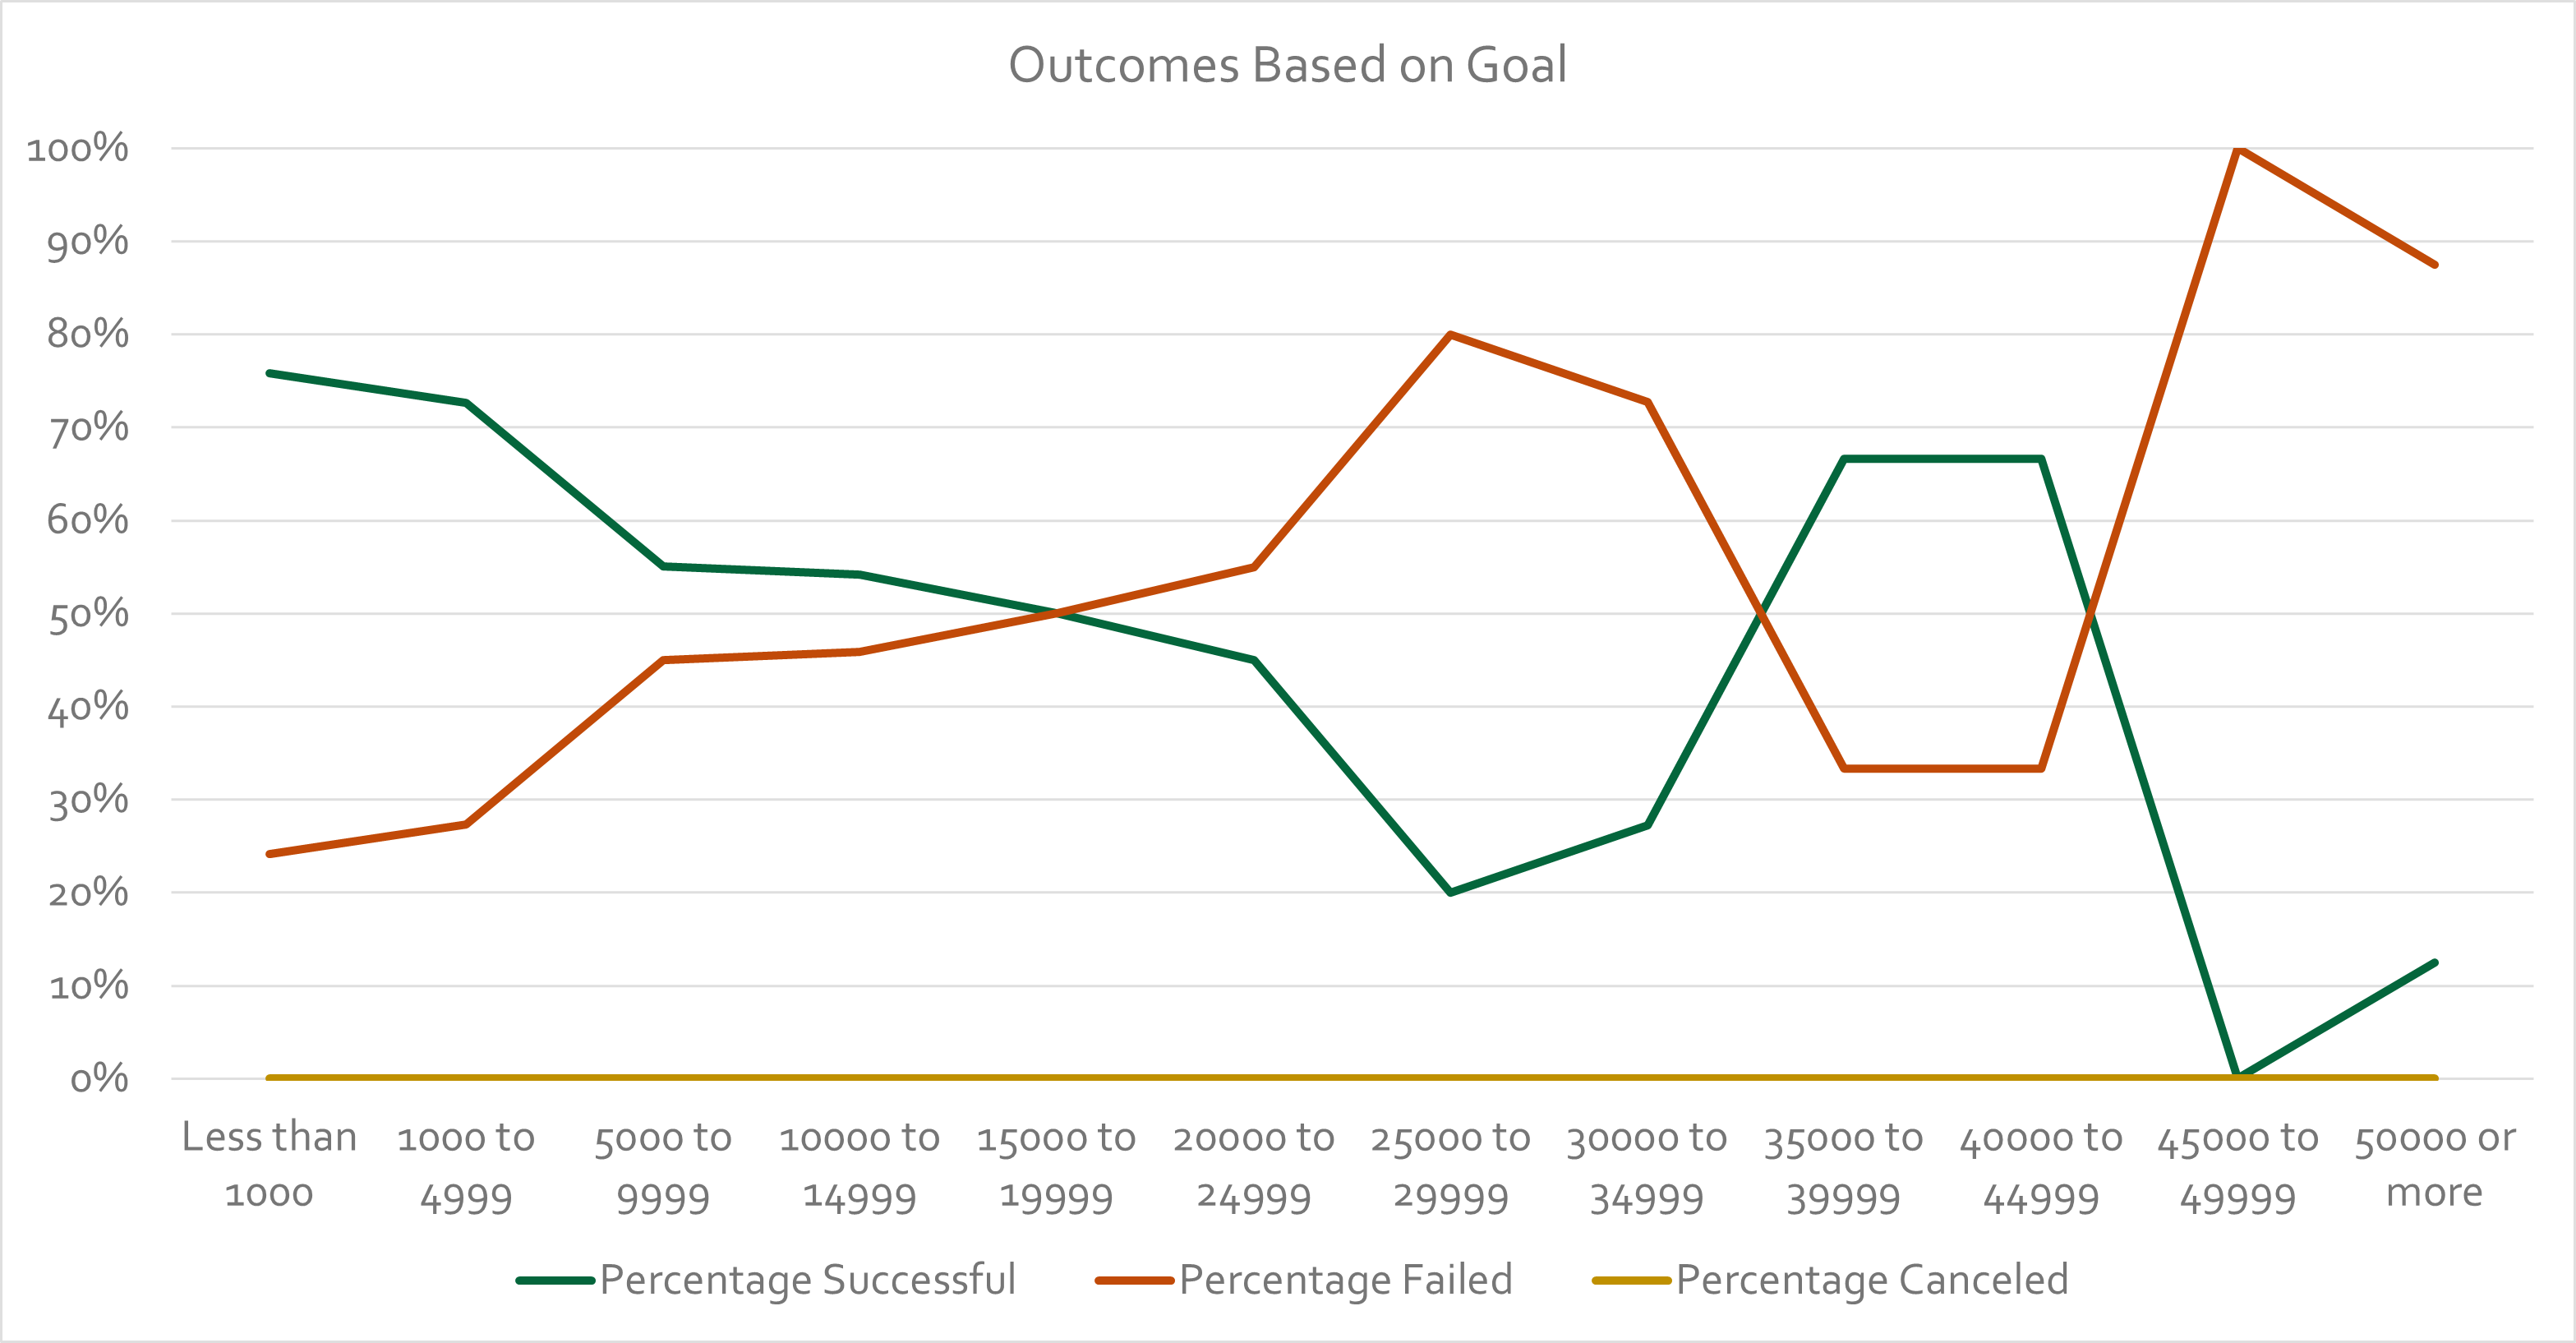 Outcomes Based on Goal
100%
90%
80%
70%
60%
50%
40%
30%
20%
10%
0%
Less than 1000 to 5000 to 10000 to 15000 to 20000 to 25000 to 30000 to 35000 to 40000 to 45000 to 50000 or
1000 4999 9999 14999 19999 24999 29999 34999 39999 44999 49999 more
Percentage Successful Percentage Failed Percentage Canceled